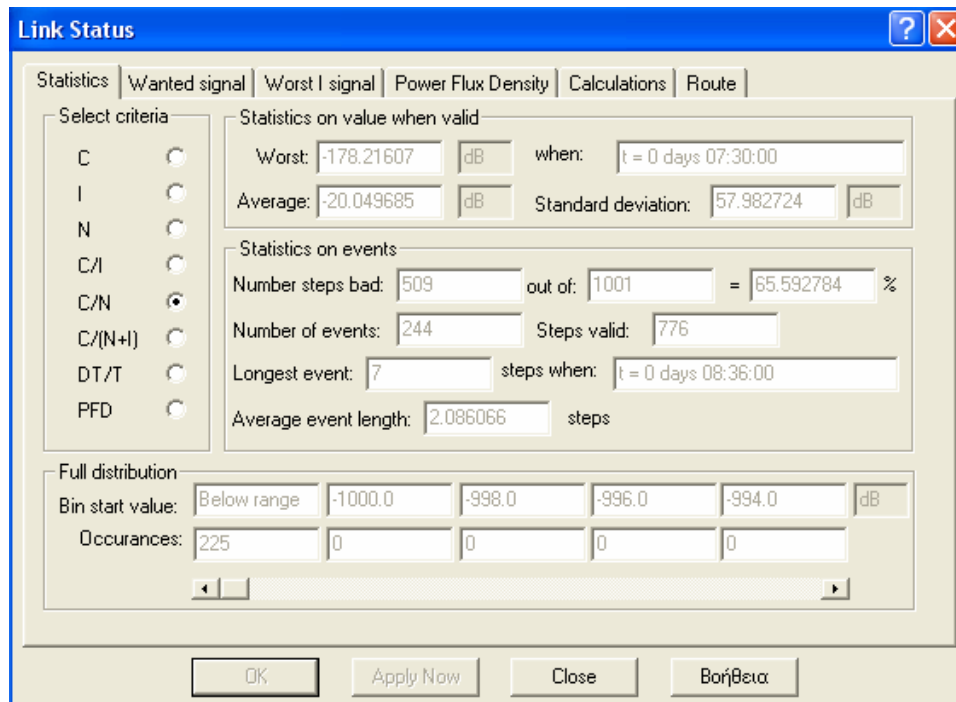 Link Status
Statistics Wanted signal Worst I signal Power Flux Density Calculations Route
Select criteria
C
I
N
C/I
C/N
C/(N+I)
DT/T
PFD
Statistics on value when valid
Worst: -178.21607 dB when: t = 0 days 07:30:00
Average: -20.049685 dB Standard deviation: 57.982724 dB
Statistics on events
Number steps bad: 509 out of: 1001 = 65.592784 %
Number of events: 244 Steps valid: 776
Longest event: 7 steps when: t = 0 days 08:36:00
Average event length: 2.086066 steps
Full distribution
Bin start value: Below range -1000.0 -998.0 -996.0 -994.0 dB
Occurances: 225 0 0 0 0
OK Apply Now Close Βοήθεια